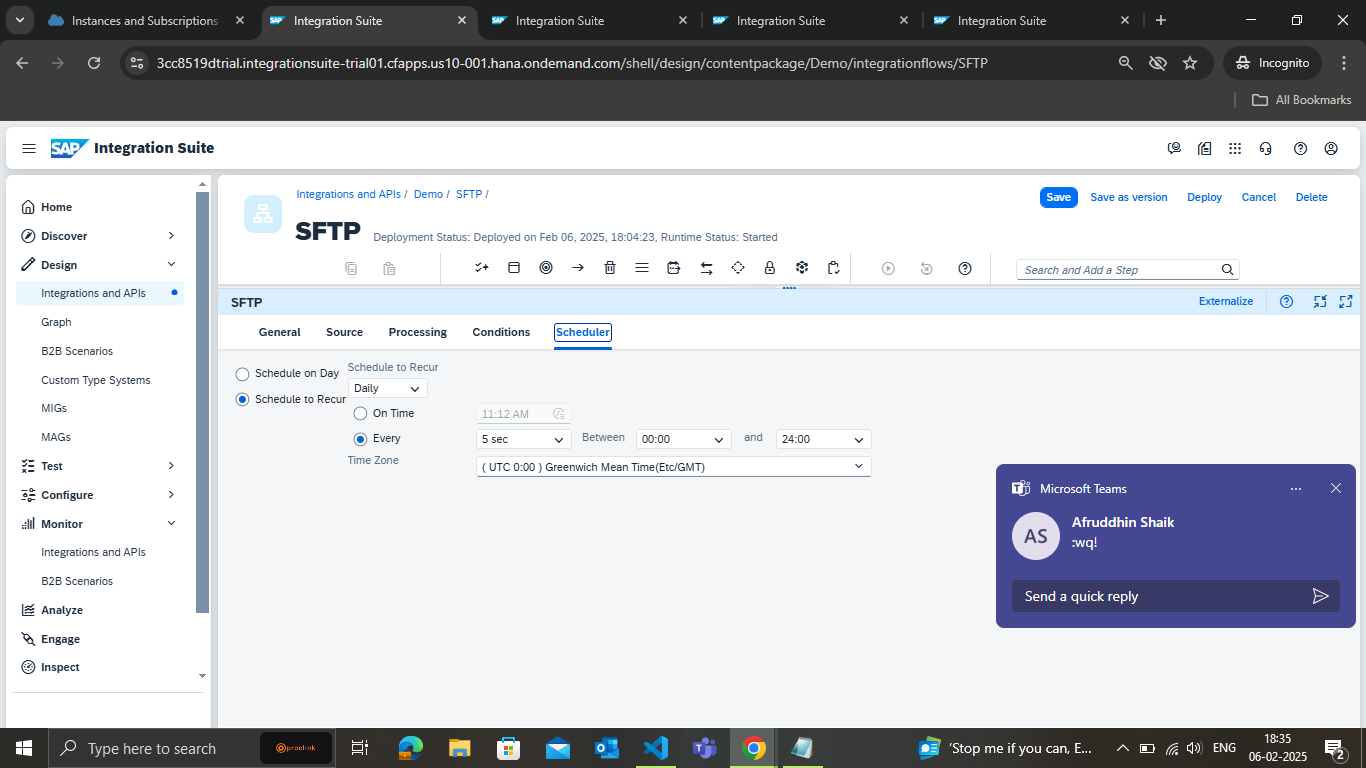 Instances and Subscriptions
Integration Suite
Integration Suite
Integration Suite
Integration Suite
3cc8519dtrial.integrationsuite-trial01.cfapps.us10-001.hana.ondemand.com/shell/design/contentpackage/Demo/integrationflows/SFTP
Incognito
All Bookmarks
SAP Integration Suite
Home
Discover
Design
Integrations and APIs
Graph
B2B Scenarios
Custom Type Systems
MIGs
MAGs
Test
Configure
Monitor
Integrations and APIs
B2B Scenarios
Analyze
Engage
Inspect
Integrations and APIs / Demo / SFTP /
Save Save as version Deploy Cancel Delete
SFTP Deployment Status: Deployed on Feb 06, 2025, 18:04:23, Runtime Status: Started
Search and Add a Step
SFTP Externalize
General Source Processing Conditions Scheduler
Schedule on Day
Schedule to Recur
Schedule to Recur
Daily
On Time 11:12 AM
Every 5 sec Between 00:00 and 24:00
Time Zone ( UTC 0:00 ) Greenwich Mean Time(Etc/GMT)
Microsoft Teams
AS
Afruddhin Shaik
:wq!
Send a quick reply
Type here to search
proclink
'Stop me if you can, E...
ENG
18:35
06-02-2025
2